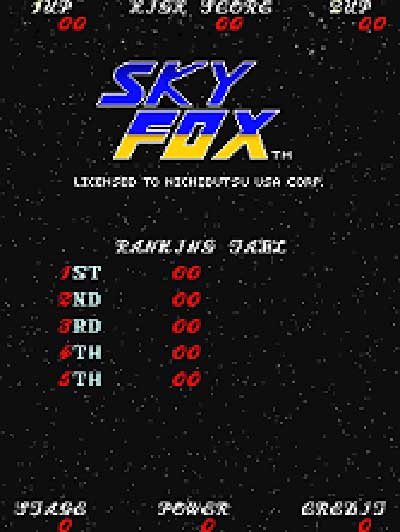 1UP HIGH SCORE 2UP
00 00 00
SKY
FOX TM
LICENSED TO NICHIBUTSU USA CORP.
RANKING TABL
1ST 00
2ND 00
3RD 00
4TH 00
5TH 00
STAGE POWER CREDIT
0 0 0